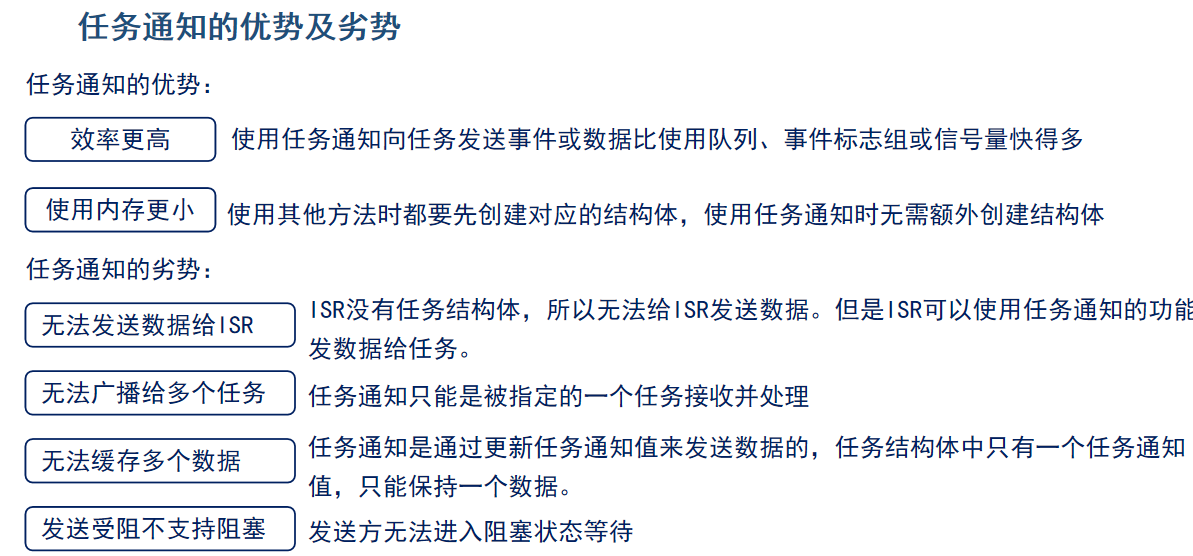 任务通知的优势及劣势
任务通知的优势：
效率更高
使用任务通知向任务发送事件或数据比使用队列、事件标志组或信号量快得多
使用内存更小
使用其他方法时都要先创建对应的结构体，使用任务通知时无需额外创建结构体
任务通知的劣势：
无法发送数据给ISR
ISR没有任务结构体，所以无法给ISR发送数据。但是ISR可以使用任务通知的功能
发数据给任务。
无法广播给多个任务
任务通知只能是被指定的一个任务接收并处理
无法缓存多个数据
任务通知是通过更新任务通知值来发送数据的，任务结构体中只有一个任务通知
值，只能保持一个数据。
发送受阻不支持阻塞
发送方无法进入阻塞状态等待